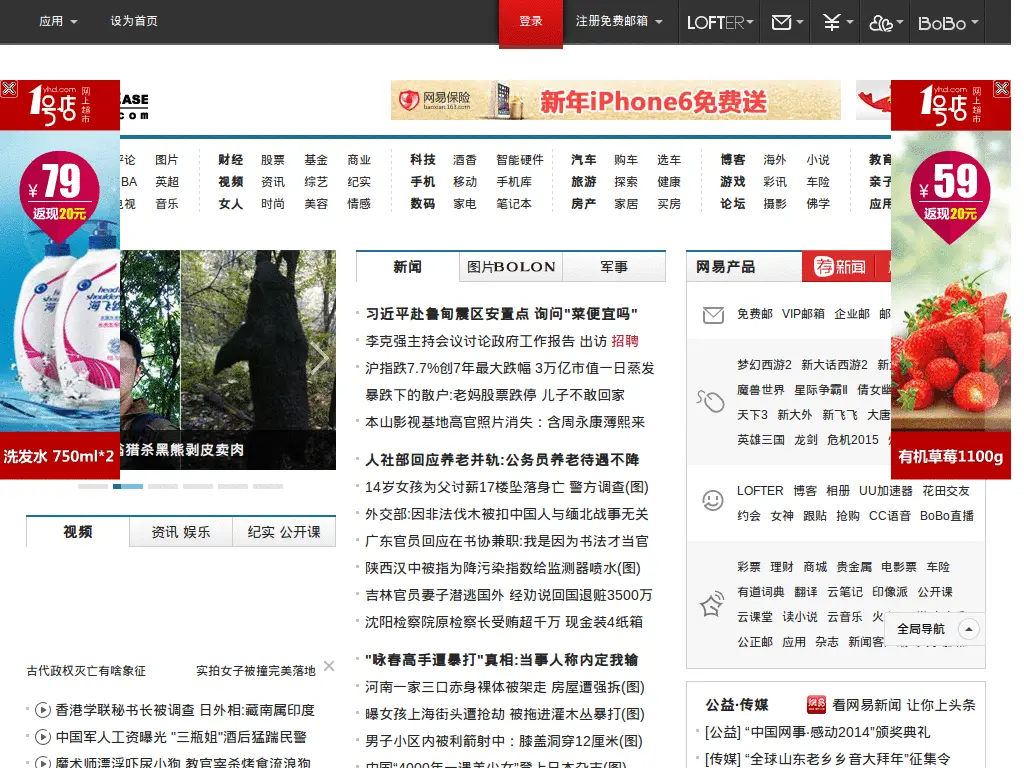 应用 设为首页 登录 注册免费邮箱 LOFTER BoBo
yhd.com 1号店 网上超市
EASE
com
网易保险 baoxian.163.com 新年iPhone6免费送
yhd.com 1号店 网上超市
评论 图片 财经 股票 基金 商业 科技 酒香 智能硬件 汽车 购车 选车 博客 海外 小说 教育
BA 英超 视频 资讯 综艺 纪实 手机 移动 手机库 旅游 探索 健康 游戏 彩讯 车险 亲子
电视 音乐 女人 时尚 美容 情感 数码 家电 笔记本 房产 家居 买房 论坛 摄影 佛学 应用
¥79
返现20元
¥59
返现20元
head
shoulders
海飞丝
洗发水 750ml*2
猎杀黑熊剥皮卖肉
视频 资讯 娱乐 纪实 公开课
古代政权灭亡有啥象征 实拍女子被撞完美落地
香港学联秘书长被调查 日外相:藏南属印度
中国军人工资曝光 "三瓶姐"酒后猛踹民警
魔术师漂浮吓尿小狗 教官宰杀烤食流浪狗
新闻 图片 BOLON 军事
习近平赴鲁甸震区安置点 询问"菜便宜吗"
李克强主持会议讨论政府工作报告 出访 招聘
沪指跌7.7%创7年最大跌幅 3万亿市值一日蒸发
暴跌下的散户:老妈股票跌停 儿子不敢回家
本山影视基地高官照片消失：含周永康薄熙来
人社部回应养老并轨:公务员养老待遇不降
14岁女孩为父讨薪17楼坠落身亡 警方调查(图)
外交部:因非法伐木被扣中国人与缅北战事无关
广东官员回应在书协兼职:我是因为书法才当官
陕西汉中被指为降污染指数给监测器喷水(图)
吉林官员妻子潜逃国外 经劝说回国退赃3500万
沈阳检察院原检察长受贿超千万 现金装4纸箱
"咏春高手遭暴打"真相:当事人称内定我输
河南一家三口赤身裸体被架走 房屋遭强拆(图)
曝女孩上海街头遭抢劫 被拖进灌木丛暴打(图)
男子小区内被利箭射中：膝盖洞穿12厘米(图)
中国"4000年一遇美少女"登上日本杂志(图)
网易产品 荐新闻
免费邮 VIP邮箱 企业邮 邮
梦幻西游2 新大话西游2 新
魔兽世界 星际争霸Ⅱ 倩女幽
天下3 新大外 新飞飞 大唐
英雄三国 龙剑 危机2015
LOFTER 博客 相册 UU加速器 花田交友
约会 女神 跟贴 抢购 CC语音 BoBo直播
彩票 理财 商城 贵金属 电影票 车险
有道词典 翻译 云笔记 印像派 公开课
云课堂 读小说 云音乐
公正邮 应用 杂志 新闻客
有机草莓1100g
全局导航
公益·传媒 网易 看网易新闻 让你上头条
[公益] “中国网事·感动2014”颁奖典礼
[传媒] “全球山东老乡乡音大拜年”征集令